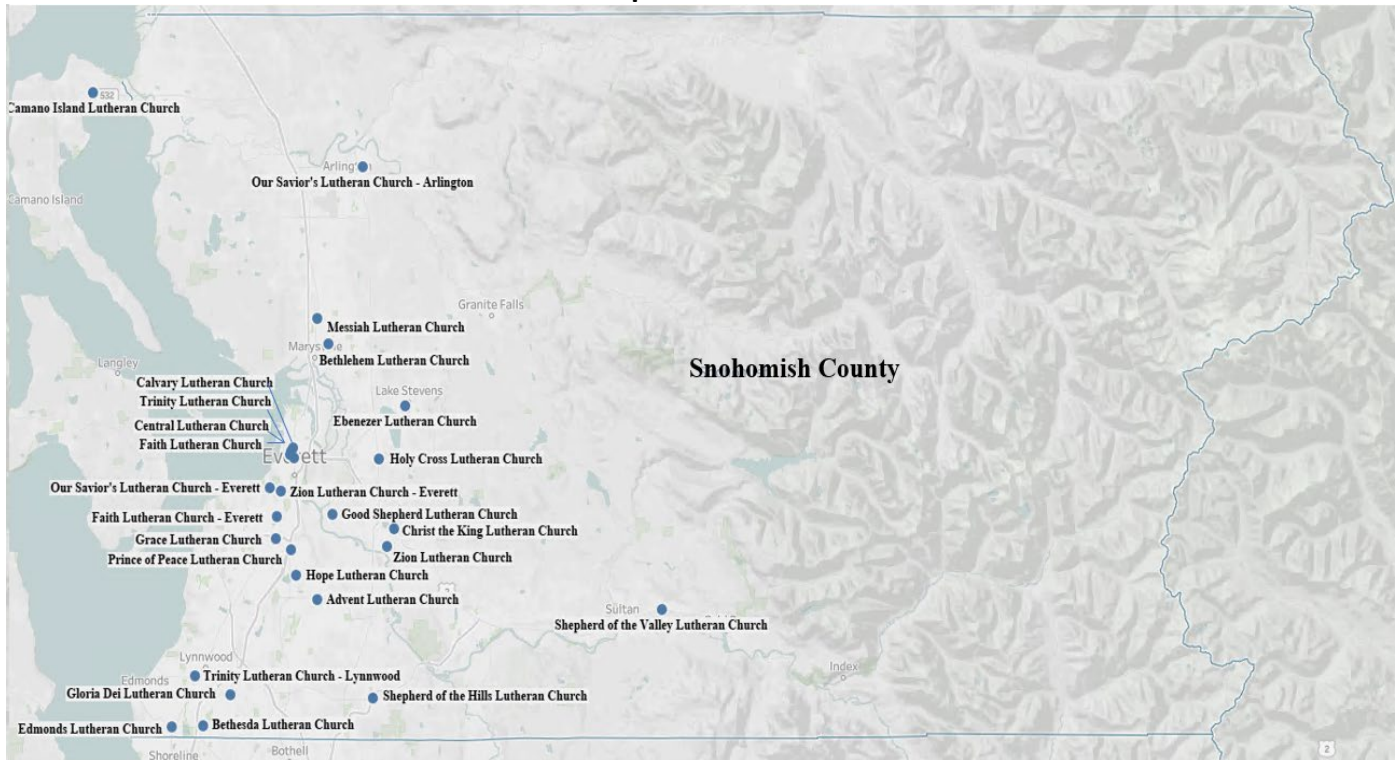 532
Camano Island Lutheran Church
Arlington
Our Savior's Lutheran Church - Arlington
Camano Island
Granite Falls
Messiah Lutheran Church
Marysville
Bethlehem Lutheran Church
Langley
Snohomish County
Calvary Lutheran Church
Lake Stevens
Trinity Lutheran Church
Ebenezer Lutheran Church
Central Lutheran Church
Faith Lutheran Church
Everett
Holy Cross Lutheran Church
Our Savior's Lutheran Church - Everett
Zion Lutheran Church - Everett
Good Shepherd Lutheran Church
Faith Lutheran Church - Everett
Christ the King Lutheran Church
Grace Lutheran Church
Prince of Peace Lutheran Church
Zion Lutheran Church
Hope Lutheran Church
2
Advent Lutheran Church
Sultan
Shepherd of the Valley Lutheran Church
Lynnwood
Index
Trinity Lutheran Church - Lynnwood
Edmonds
Gloria Dei Lutheran Church
Shepherd of the Hills Lutheran Church
Edmonds Lutheran Church
Bethesda Lutheran Church
Shoreline
Bothell
2